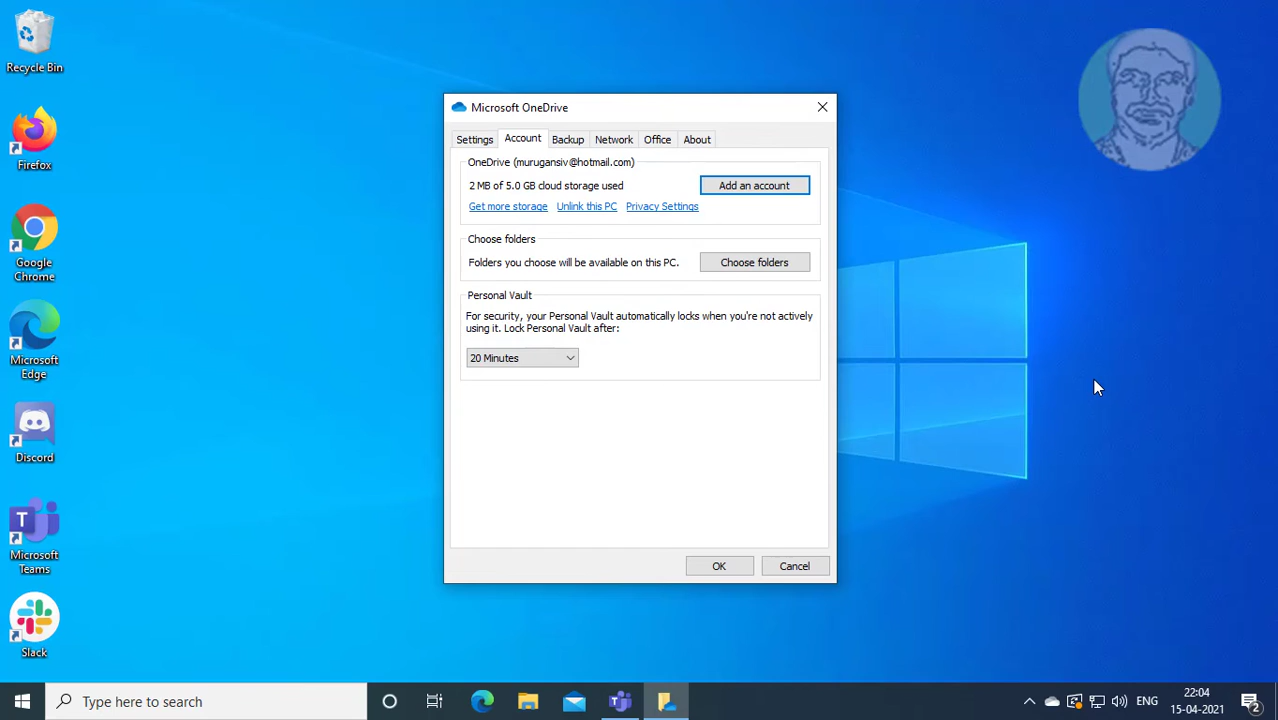 Recycle Bin
Firefox
Google
Chrome
Microsoft
Edge
Discord
Microsoft
Teams
Slack
Microsoft OneDrive
Settings Account Backup Network Office About
OneDrive (murugansiv@hotmail.com)
2 MB of 5.0 GB cloud storage used Add an account
Get more storage Unlink this PC Privacy Settings
Choose folders
Folders you choose will be available on this PC. Choose folders
Personal Vault
For security, your Personal Vault automatically locks when you're not actively
using it. Lock Personal Vault after:
20 Minutes
OK Cancel
Type here to search
ENG
22:04
15-04-2021
2